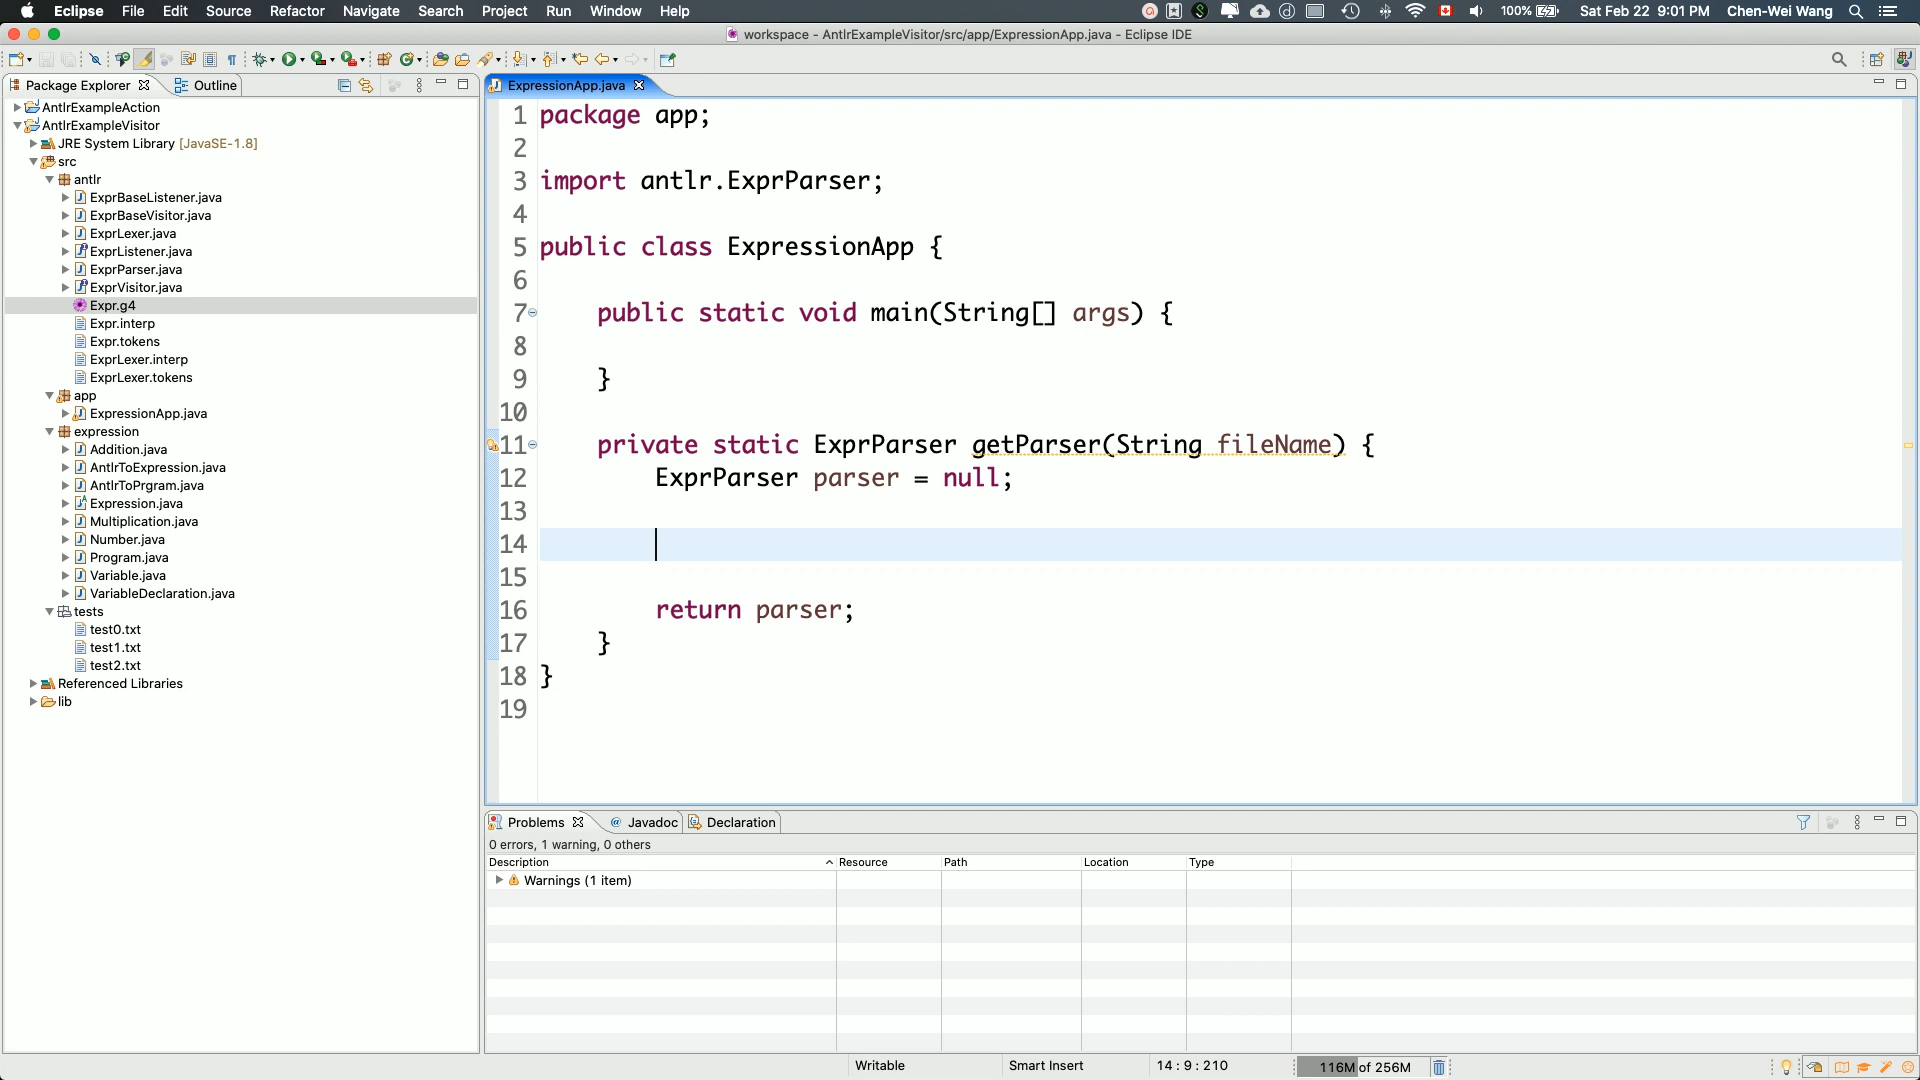 Eclipse File Edit Source Refactor Navigate Search Project Run Window Help 100% Sat Feb 22 9:01 PM Chen-Wei Wang
workspace - AntlrExampleVisitor/src/app/ExpressionApp.java - Eclipse IDE
Package Explorer Outline
AntlrExampleAction
AntlrExampleVisitor
JRE System Library [JavaSE-1.8]
src
antlr
ExprBaseListener.java
ExprBaseVisitor.java
ExprLexer.java
ExprListener.java
ExprParser.java
ExprVisitor.java
Expr.g4
Expr.interp
Expr.tokens
ExprLexer.interp
ExprLexer.tokens
app
ExpressionApp.java
expression
Addition.java
AntlrToExpression.java
AntlrToPrgram.java
Expression.java
Multiplication.java
Number.java
Program.java
Variable.java
VariableDeclaration.java
tests
test0.txt
test1.txt
test2.txt
Referenced Libraries
lib
ExpressionApp.java
1 package app;
2
3 import antlr.ExprParser;
4
5 public class ExpressionApp {
6
7 public static void main(String[] args) {
8
9 }
10
11 private static ExprParser getParser(String fileName) {
12 ExprParser parser = null;
13
14
15
16 return parser;
17 }
18 }
19
Problems @ Javadoc Declaration
0 errors, 1 warning, 0 others
Description Resource Path Location Type
Warnings (1 item)
Writable Smart Insert 14 : 9 : 210 116M of 256M